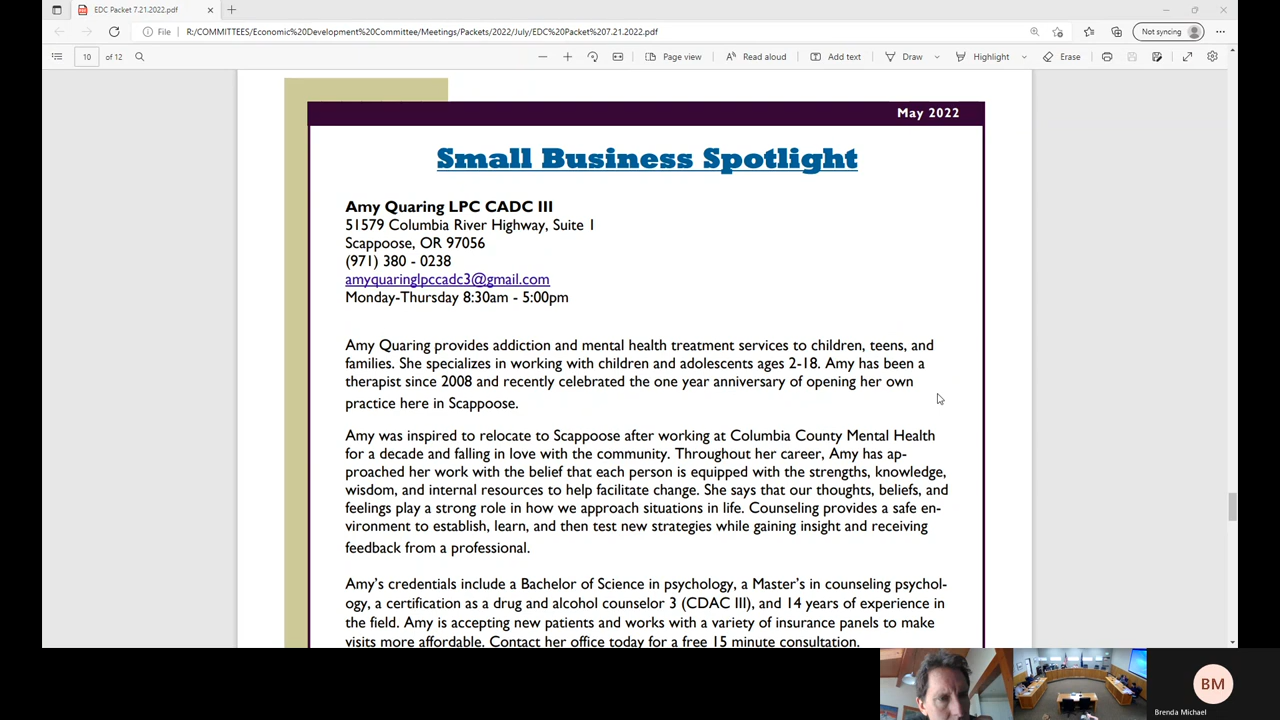 EDC Packet 7.21.2022.pdf
File
R:/COMMITTEES/Economic%20Development%20Committee/Meetings/Packets/2022/July/EDC%20Packet%207.21.2022.pdf
Not syncing
10 of 12
Page view
Read aloud
Add text
Draw
Highlight
Erase
May 2022
Small Business Spotlight
Amy Quaring LPC CADC III
51579 Columbia River Highway, Suite 1
Scappoose, OR 97056
(971) 380 - 0238
amyquaringlpccadc3@gmail.com
Monday-Thursday 8:30am - 5:00pm
Amy Quaring provides addiction and mental health treatment services to children, teens, and
families. She specializes in working with children and adolescents ages 2-18. Amy has been a
therapist since 2008 and recently celebrated the one year anniversary of opening her own
practice here in Scappoose.
Amy was inspired to relocate to Scappoose after working at Columbia County Mental Health
for a decade and falling in love with the community. Throughout her career, Amy has ap-
proached her work with the belief that each person is equipped with the strengths, knowledge,
wisdom, and internal resources to help facilitate change. She says that our thoughts, beliefs, and
feelings play a strong role in how we approach situations in life. Counseling provides a safe en-
vironment to establish, learn, and then test new strategies while gaining insight and receiving
feedback from a professional.
Amy's credentials include a Bachelor of Science in psychology, a Master's in counseling psychol-
ogy, a certification as a drug and alcohol counselor 3 (CDAC III), and 14 years of experience in
the field. Amy is accepting new patients and works with a variety of insurance panels to make
visits more affordable. Contact her office today for a free 15 minute consultation.
BM
Brenda Michael